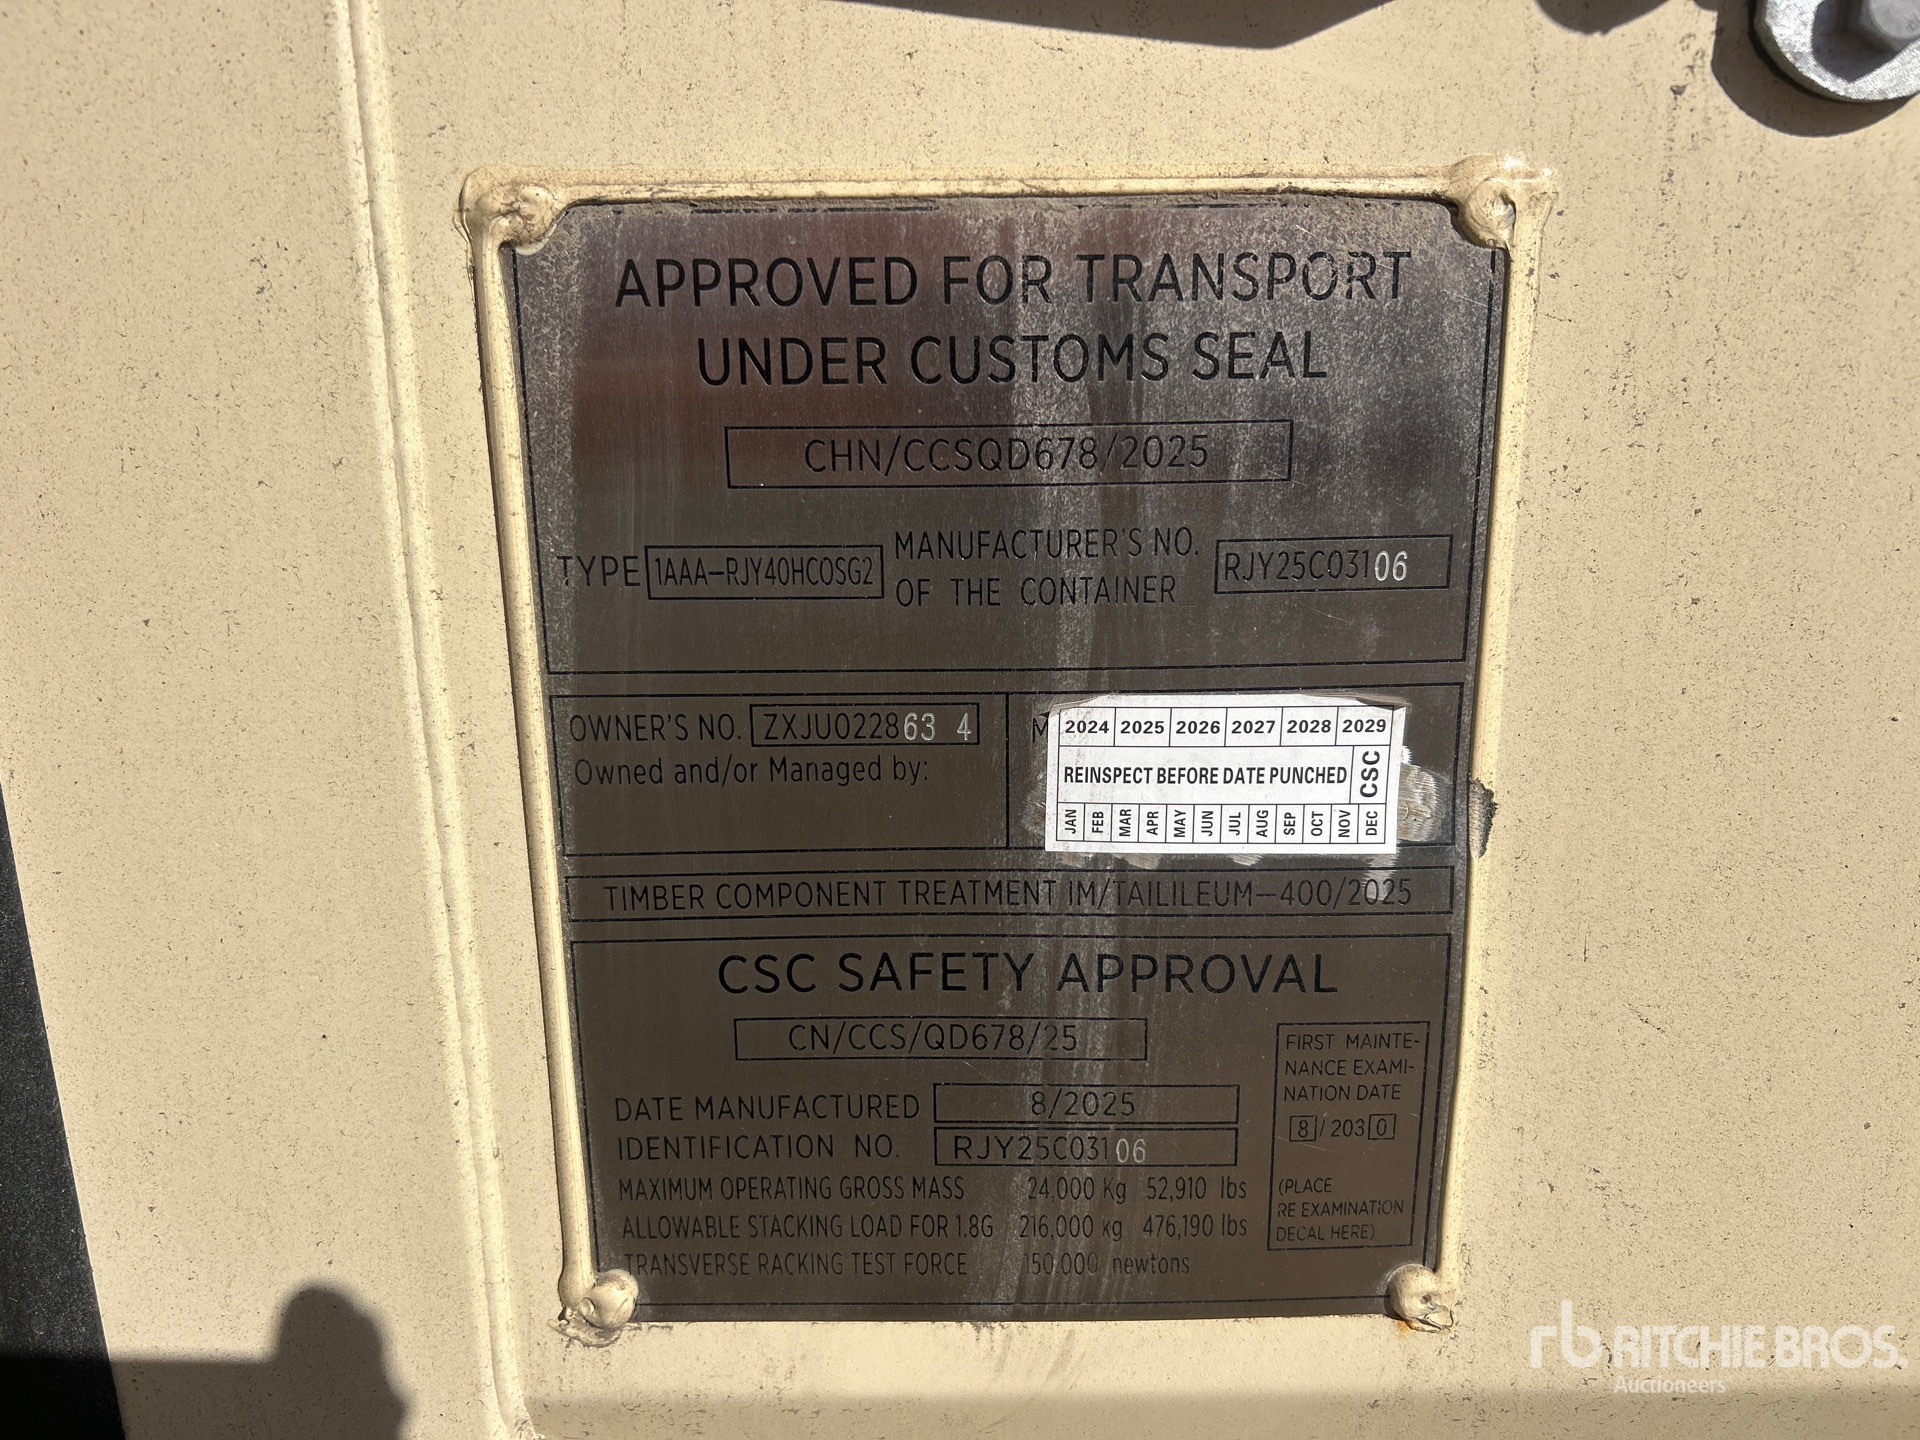 APPROVED FOR TRANSPORT
UNDER CUSTOMS SEAL
CHN/CCSQD678/2025
TYPE 1AAA-RJY40HCOSG2
MANUFACTURER'S NO.
OF THE CONTAINER
RJY25C03106
OWNER'S NO. ZXJU022863 4
Owned and/or Managed by:
M
2024 2025 2026 2027 2028 2029
REINSPECT BEFORE DATE PUNCHED
CSC
JAN FEB MAR APR MAY JUN JUL AUG SEP OCT NOV DEC
TIMBER COMPONENT TREATMENT IM/TAILILEUM-400/2025
CSC SAFETY APPROVAL
CN/CCS/QD678/25
DATE MANUFACTURED 8/2025
IDENTIFICATION NO. RJY25C03106
MAXIMUM OPERATING GROSS MASS 24,000 Kg 52,910 lbs
ALLOWABLE STACKING LOAD FOR 1.8G 216,000 kg 476,190 lbs
TRANSVERSE RACKING TEST FORCE 150.000 newtons
FIRST MAINTE-
NANCE EXAMI-
NATION DATE
8/2030
(PLACE
RE EXAMINATION
DECAL HERE)
rb RITCHIE BROS.
Auctioneers